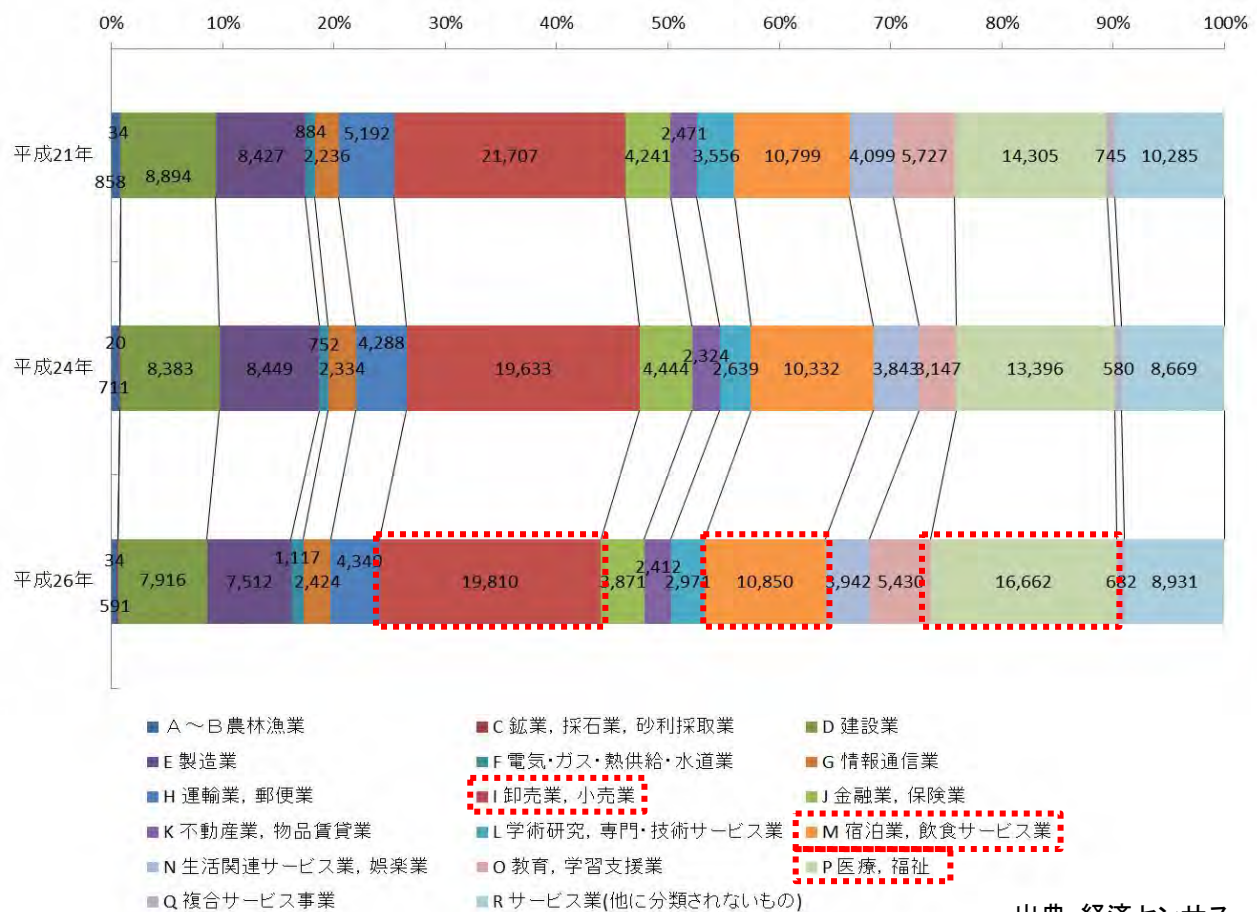 0% 10% 20% 30% 40% 50% 60% 70% 80% 90% 100%
平成21年
34
858
8,894
8,427
884
2,236
5,192
21,707
4,241
2,471
3,556
10,799
4,099
5,727
14,305
745
10,285
平成24年
20
711
8,383
8,449
752
2,334
4,288
19,633
4,444
2,324
2,639
10,332
3,843
3,147
13,396
580
8,669
平成26年
34
591
7,916
7,512
1,117
2,424
4,340
19,810
3,871
2,412
2,971
10,850
3,942
5,430
16,662
682
8,931
A～B農林漁業
C 鉱業，採石業，砂利採取業
D 建設業
E 製造業
F 電気・ガス・熱供給・水道業
G 情報通信業
H 運輸業，郵便業
I 卸売業，小売業
J 金融業，保険業
K 不動産業，物品賃貸業
L 学術研究，専門・技術サービス業
M 宿泊業，飲食サービス業
N 生活関連サービス業，娯楽業
O 教育，学習支援業
P 医療，福祉
Q 複合サービス事業
R サービス業(他に分類されないもの)